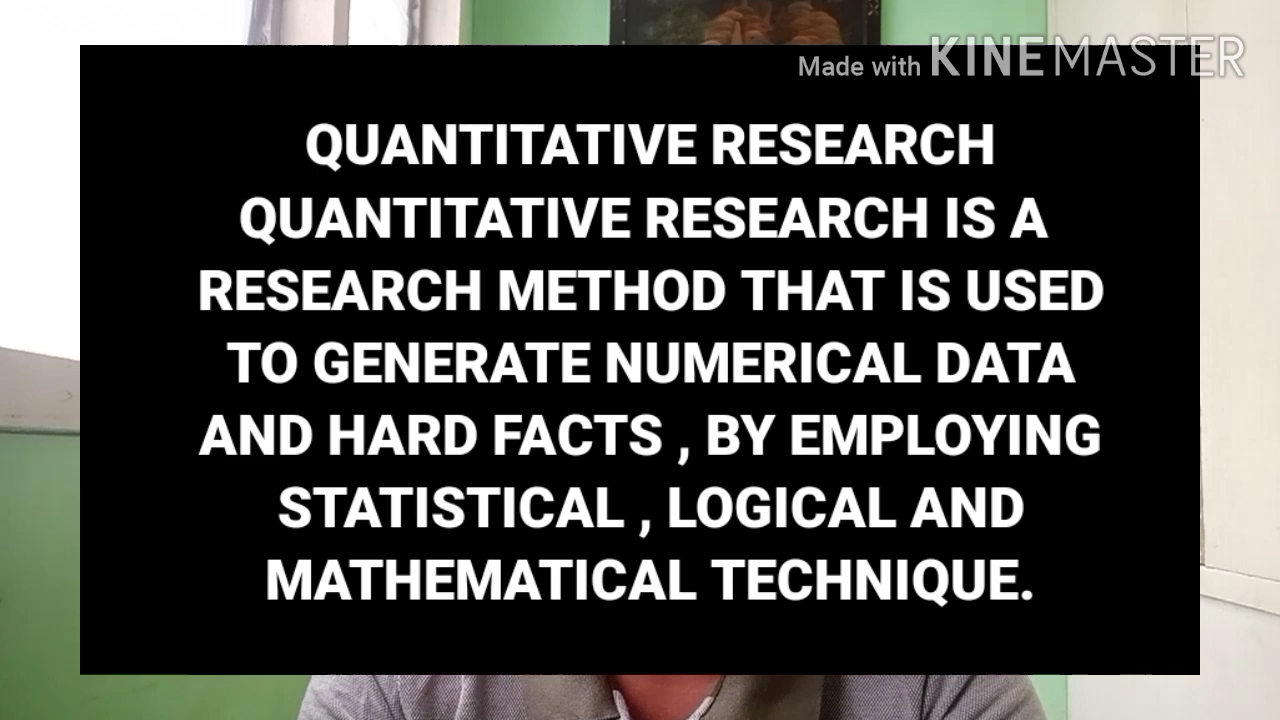 Made with KINEMASTER
QUANTITATIVE RESEARCH
QUANTITATIVE RESEARCH IS A
RESEARCH METHOD THAT IS USED
TO GENERATE NUMERICAL DATA
AND HARD FACTS , BY EMPLOYING
STATISTICAL , LOGICAL AND
MATHEMATICAL TECHNIQUE.